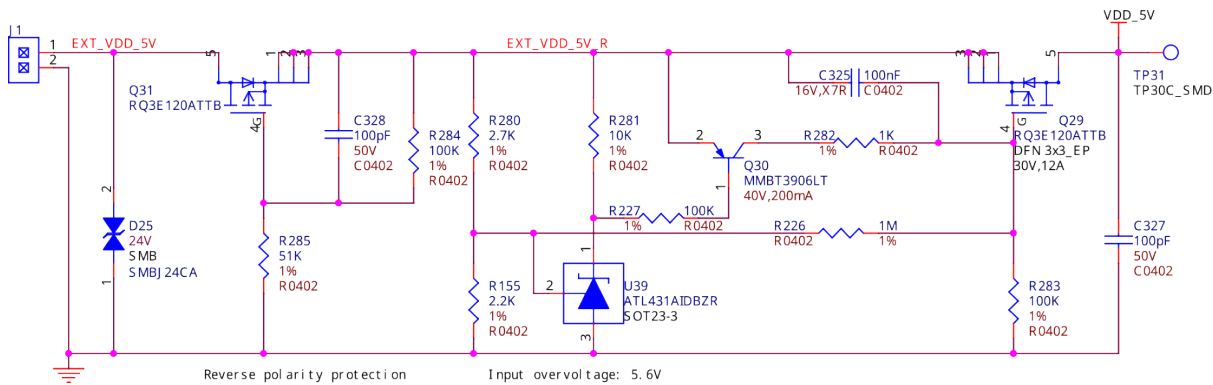 J1
1
2
EXT_VDD_5V
5
1
2
3
4
G
Q31
RQ3E120ATTB
C328
100pF
50V
C0402
R284
100K
1%
R0402
R280
2.7K
1%
R0402
EXT_VDD_5V_R
R281
10K
1%
R0402
C325
100nF
16V,X7R
C0402
2
3
1
Q30
MMBT3906LT
40V,200mA
R282
1K
1%
R0402
3
2
1
5
4
G
Q29
RQ3E120ATTB
DFN3x3_EP
30V,12A
VDD_5V
TP31
TP30C_SMD
R227
100K
1%
R0402
R226
1M
R0402
1%
2
D25
24V
SMB
SMBJ24CA
1
R285
51K
1%
R0402
R155
2.2K
1%
R0402
1
2
3
U39
ATL431AIDBZR
SOT23-3
R283
100K
1%
R0402
C327
100pF
50V
C0402
Reverse polarity protection
Input overvoltage: 5.6V